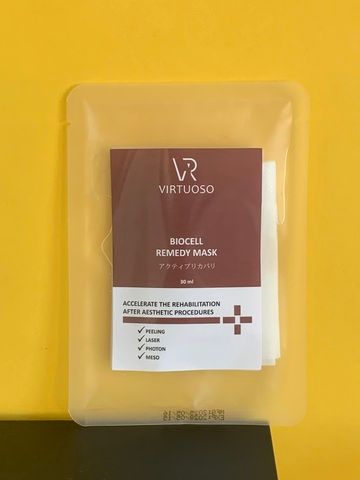 VR
VIRTUOSO
BIOCELL
REMEDY MASK
アクティブリカバリ
30 ml
ACCELERATE THE REHABILITATION
AFTER AESTHETIC PROCEDURES
✓ PEELING
✓ LASER
✓ PHOTON
✓ MESO